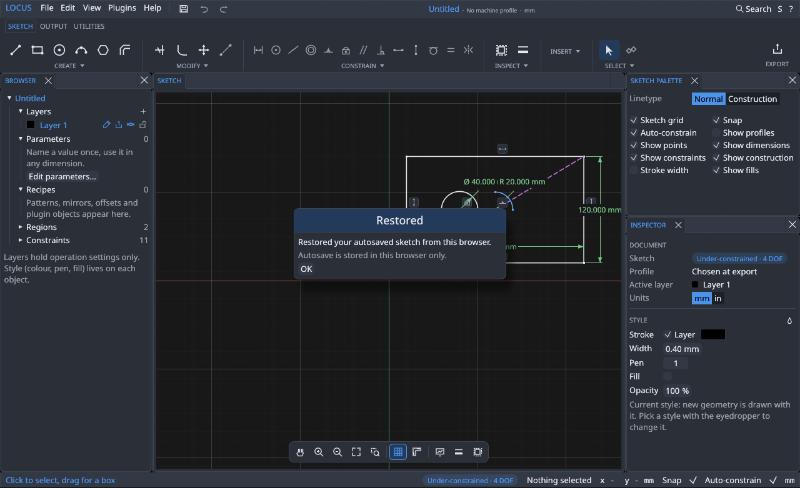 LOCUS File Edit View Plugins Help
Untitled - No machine profile - mm
Search S ?
SKETCH OUTPUT UTILITIES
CREATE
MODIFY
CONSTRAIN
INSPECT
INSERT
SELECT
EXPORT
BROWSER
Untitled
Layers
Layer 1
Parameters 0
Name a value once, use it in
any dimension.
Edit parameters...
Recipes 0
Patterns, mirrors, offsets and
plugin objects appear here.
Regions 2
Constraints 11
Layers hold operation settings only.
Style (colour, pen, fill) lives on each
object.
SKETCH
Ø 40.000 R 20.000 mm
120.000 mm
mm
Restored
Restored your autosaved sketch from this browser.
Autosave is stored in this browser only.
OK
SKETCH PALETTE
Linetype Normal Construction
Sketch grid Snap
Auto-constrain Show profiles
Show points Show dimensions
Show constraints Show construction
Stroke width Show fills
INSPECTOR
DOCUMENT
Sketch Under-constrained · 4 DOF
Profile Chosen at export
Active layer Layer 1
Units mm in
STYLE
Stroke Layer
Width 0.40 mm
Pen 1
Fill
Opacity 100 %
Current style: new geometry is drawn with
it. Pick a style with the eyedropper to
change it.
Click to select, drag for a box
Under-constrained · 4 DOF Nothing selected x - y - mm Snap Auto-constrain mm